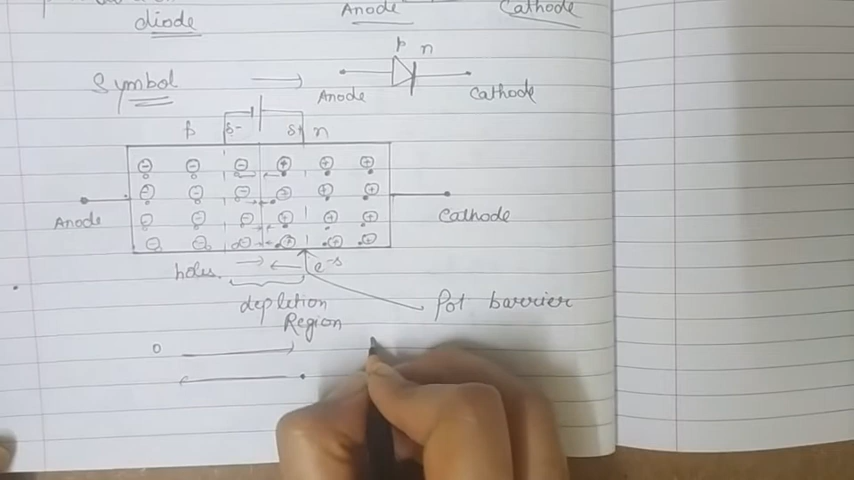 diode Anode Cathode
p n
Symbol → Anode Cathode
p δ- δ+ n
Anode Cathode
holes → ← e-s
depletion Pot barrier
Region